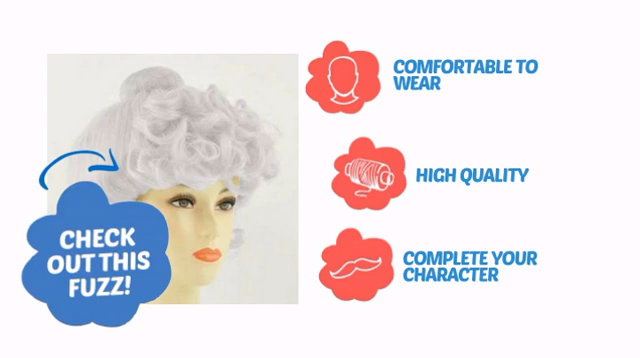 COMFORTABLE TO
WEAR
HIGH QUALITY
CHECK
OUT THIS
FUZZ!
COMPLETE YOUR
CHARACTER